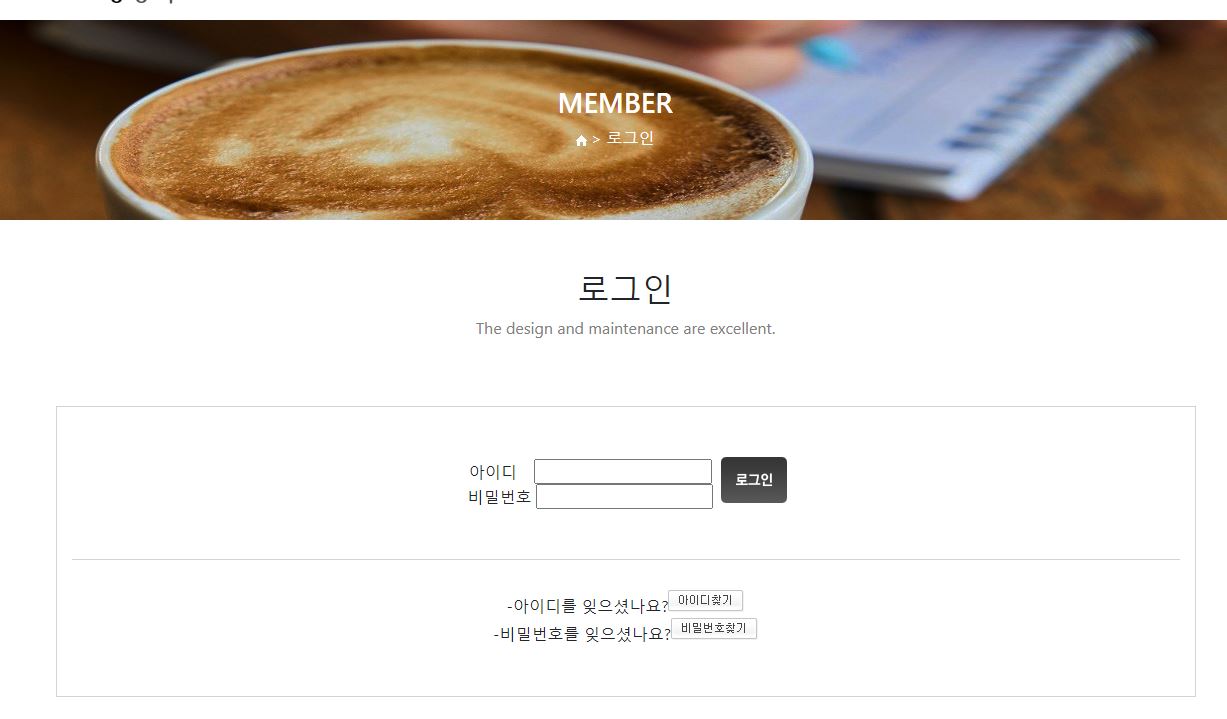 MEMBER
> 로그인
로그인
The design and maintenance are excellent.
아이디
로그인
비밀번호
-아이디를 잊으셨나요? 아이디찾기
-비밀번호를 잊으셨나요? 비밀번호찾기